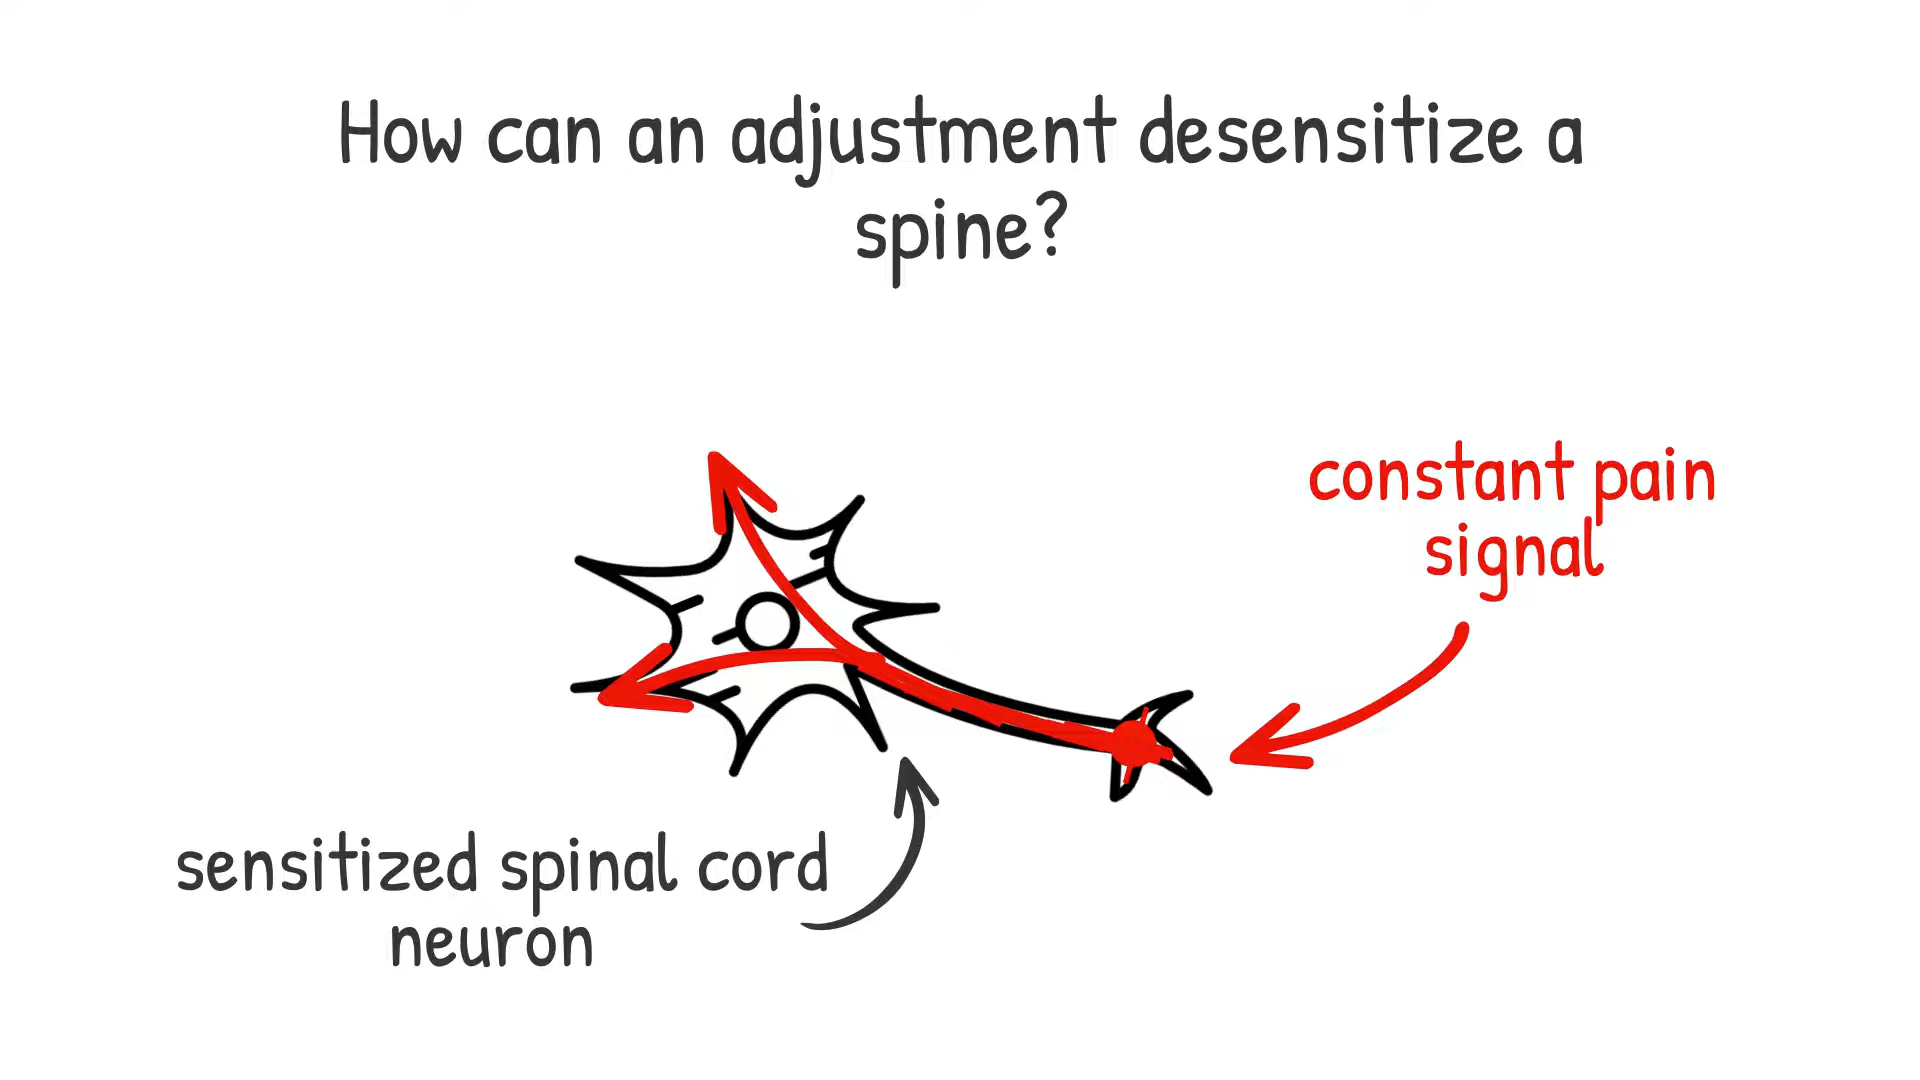 How can an adjustment desensitize a
spine?
constant pain
signal
sensitized spinal cord
neuron